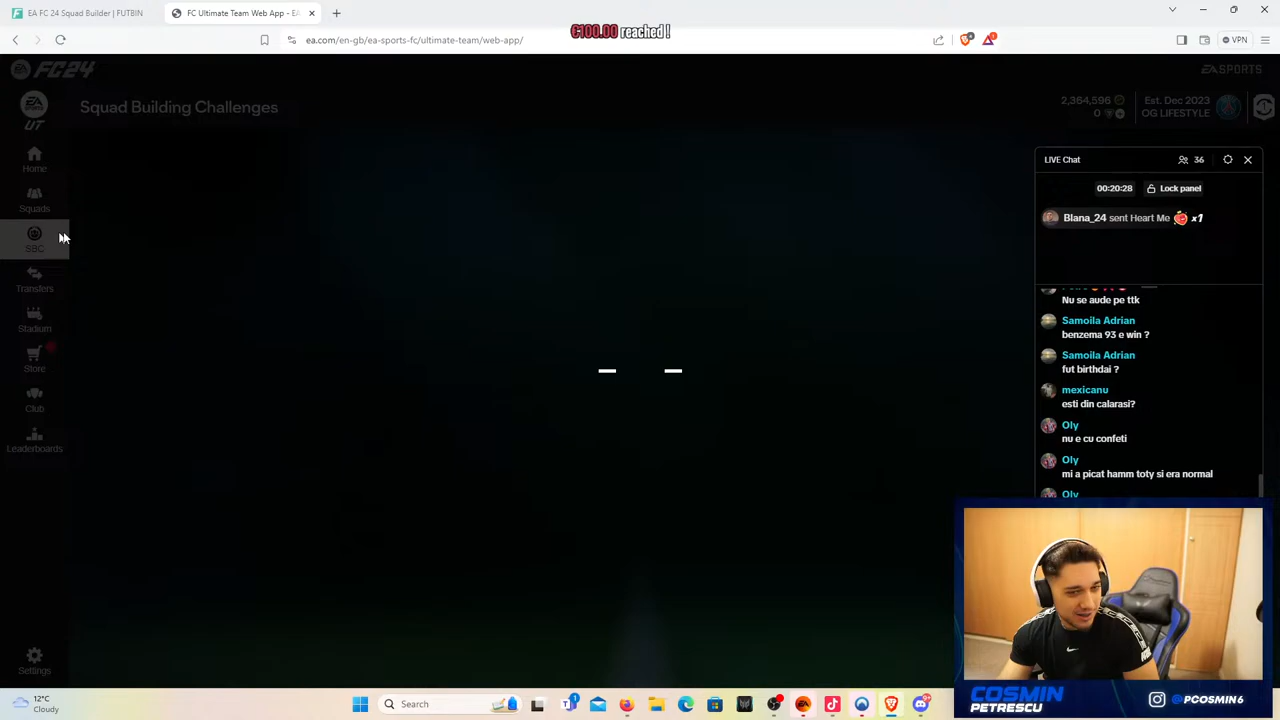 EA FC 24 Squad Builder | FUTBIN
FC Ultimate Team Web App - EA
€100.00 reached !
ea.com/en-gb/ea-sports-fc/ultimate-team/web-app/
VPN
FC24
EA SPORTS
EA
UT
Squad Building Challenges
2,364,596
0
Est. Dec 2023
OG LIFESTYLE
Home
Squads
SBC
Transfers
Stadium
Store
Club
Leaderboards
Settings
LIVE Chat
36
00:20:28
Lock panel
Blana_24 sent Heart Me x1
Nu se aude pe ttk
Samoila Adrian
benzema 93 e win ?
Samoila Adrian
fut birthdai ?
mexicanu
esti din calarasi?
Oly
nu e cu confeti
Oly
mi a picat hamm toty si era normal
Oly
COSMIN
PETRESCU
@PCOSMIN6
12°C
Cloudy
Search